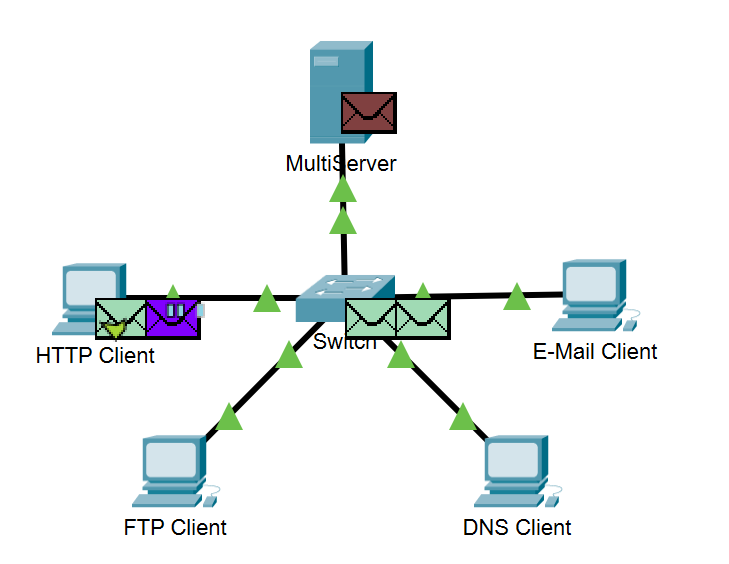 MultiServer
Switch
HTTP Client
E-Mail Client
FTP Client
DNS Client